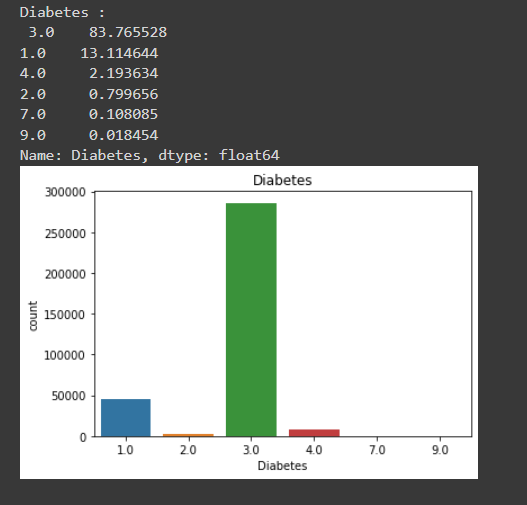 Diabetes :
3.0 83.765528
1.0 13.114644
4.0 2.193634
2.0 0.799656
7.0 0.108085
9.0 0.018454
Name: Diabetes, dtype: float64
Diabetes
300000
250000
200000
150000
100000
50000
0
count
1.0 2.0 3.0 4.0 7.0 9.0
Diabetes